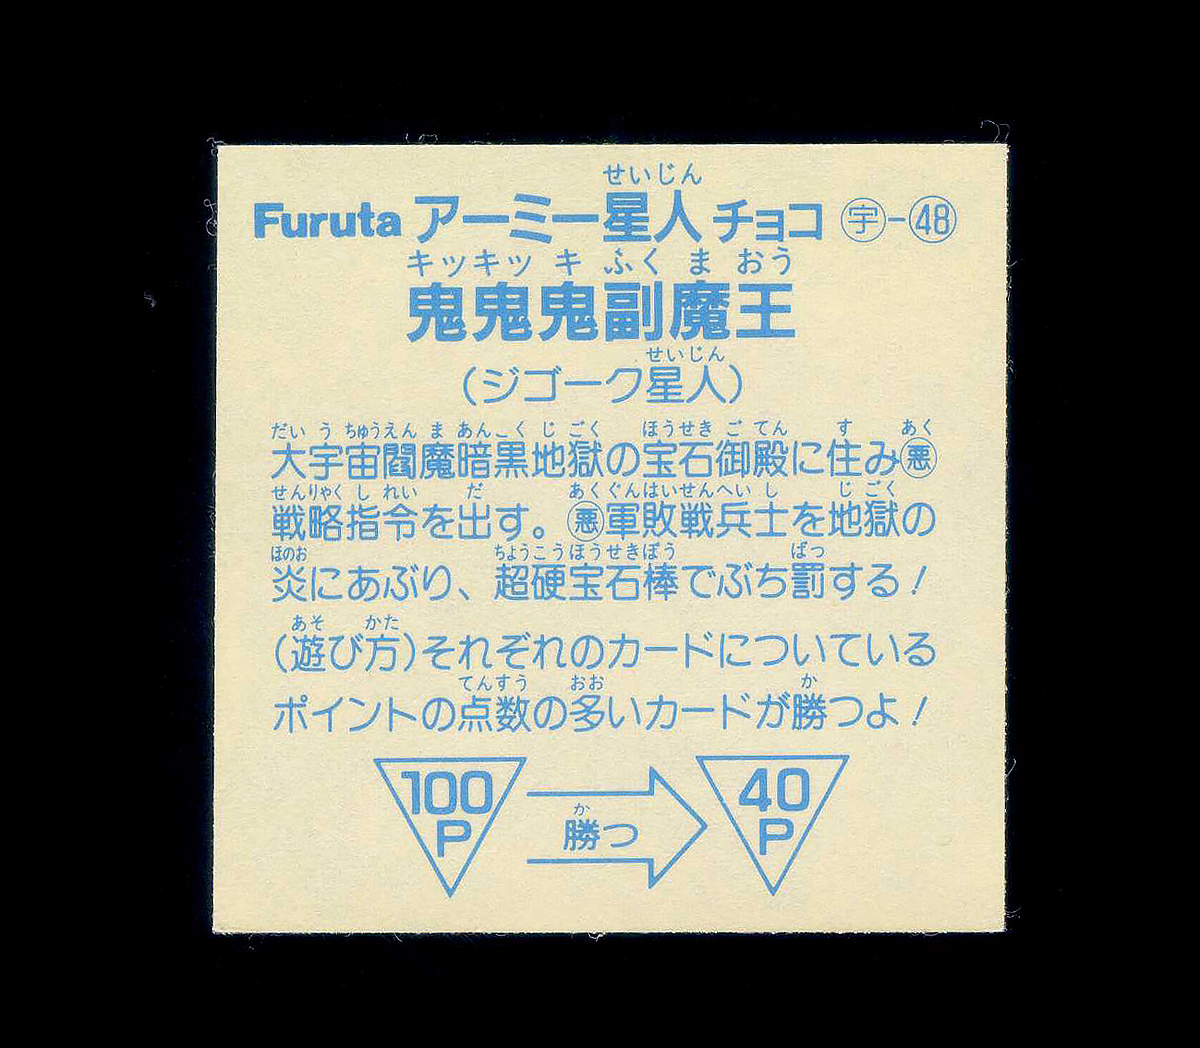 せいじん
Furuta アーミー星人チョコ ㊫宇-㊽
キッキッキ ふく ま おう
鬼鬼鬼副魔王
せいじん
(ジゴーク星人)
だい う ちゅうえん ま あんこく じ ごく ほうせき ご てん す あく
大宇宙閻魔暗黒地獄の宝石御殿に住み悪
せんりゃく し れい だ あくぐんはいせんへい し じ ごく
戦略指令を出す。悪軍敗戦兵士を地獄の
ほのお ちょうこうほうせきぼう ばっ
炎にあぶり、超硬宝石棒でぶち罰する!
あそ かた
(遊び方)それぞれのカードについている
てんすう おお か
ポイントの点数の多いカードが勝つよ!
100 40
か
P 勝つ P